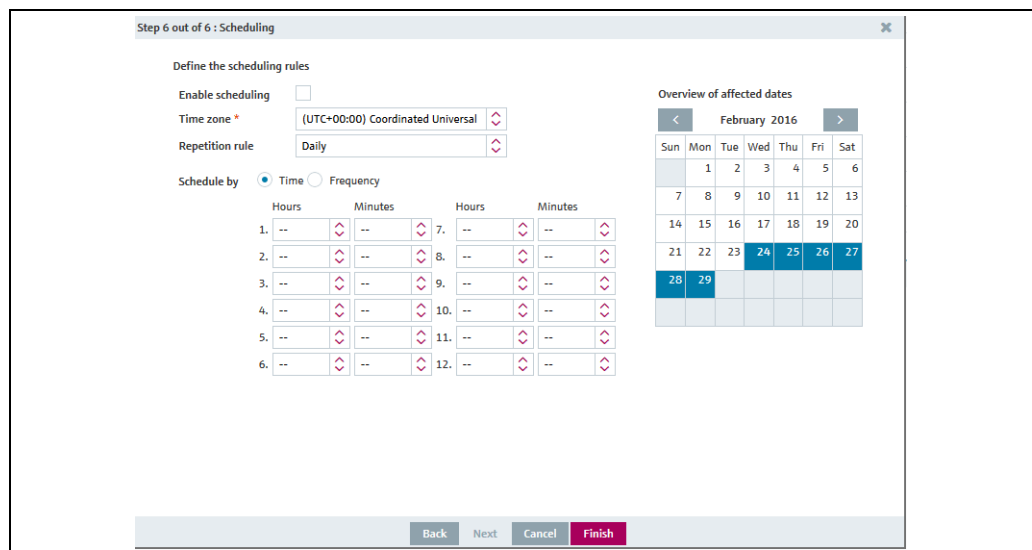 Step 6 out of 6 : Scheduling
Define the scheduling rules
Enable scheduling
Time zone *
(UTC+00:00) Coordinated Universal
Repetition rule
Daily
Schedule by
Time
Frequency
Hours Minutes Hours Minutes
1. -- -- 7. -- --
2. -- -- 8. -- --
3. -- -- 9. -- --
4. -- -- 10. -- --
5. -- -- 11. -- --
6. -- -- 12. -- --
Overview of affected dates
< February 2016 >
Sun Mon Tue Wed Thu Fri Sat
1 2 3 4 5 6
7 8 9 10 11 12 13
14 15 16 17 18 19 20
21 22 23 24 25 26 27
28 29
Back Next Cancel Finish